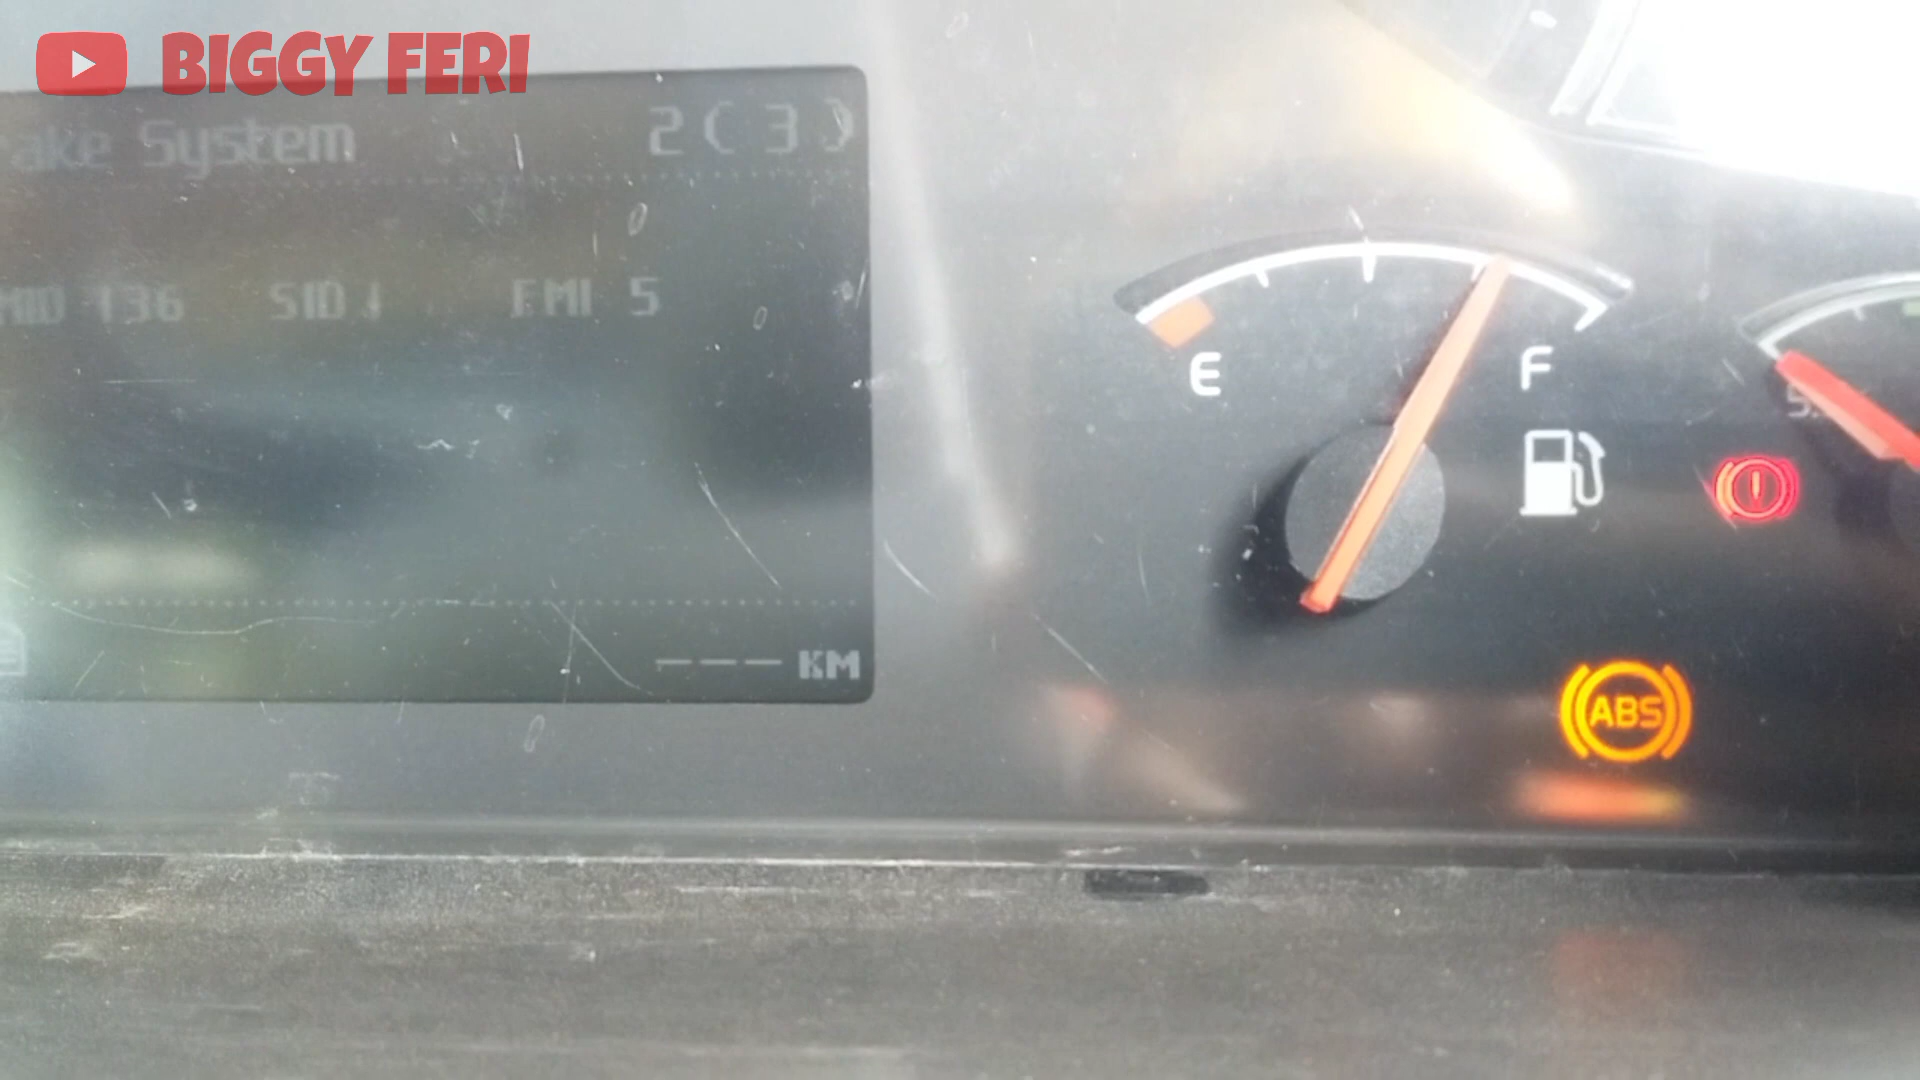 BIGGY FERI
ake System 2(3)
MID 136 SID 1 FMI 5
--- KM
E
F
ABS